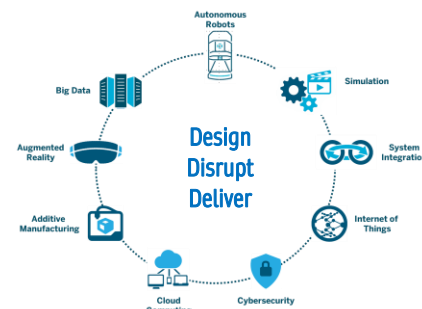 Autonomous
Robots
Simulation
System
Integratio
Internet of
Things
Cybersecurity
Cloud
Computing
Additive
Manufacturing
Augmented
Reality
Big Data
Design
Disrupt
Deliver